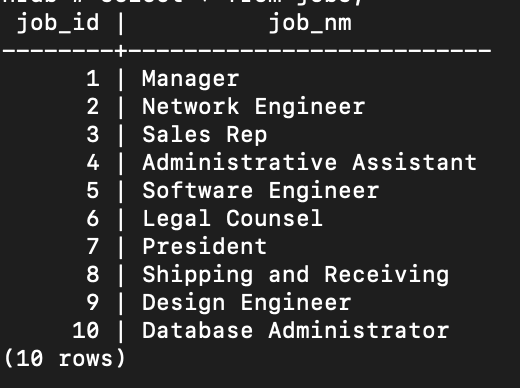 job_id | job_nm
--------+---------------------------
1 | Manager
2 | Network Engineer
3 | Sales Rep
4 | Administrative Assistant
5 | Software Engineer
6 | Legal Counsel
7 | President
8 | Shipping and Receiving
9 | Design Engineer
10 | Database Administrator
(10 rows)